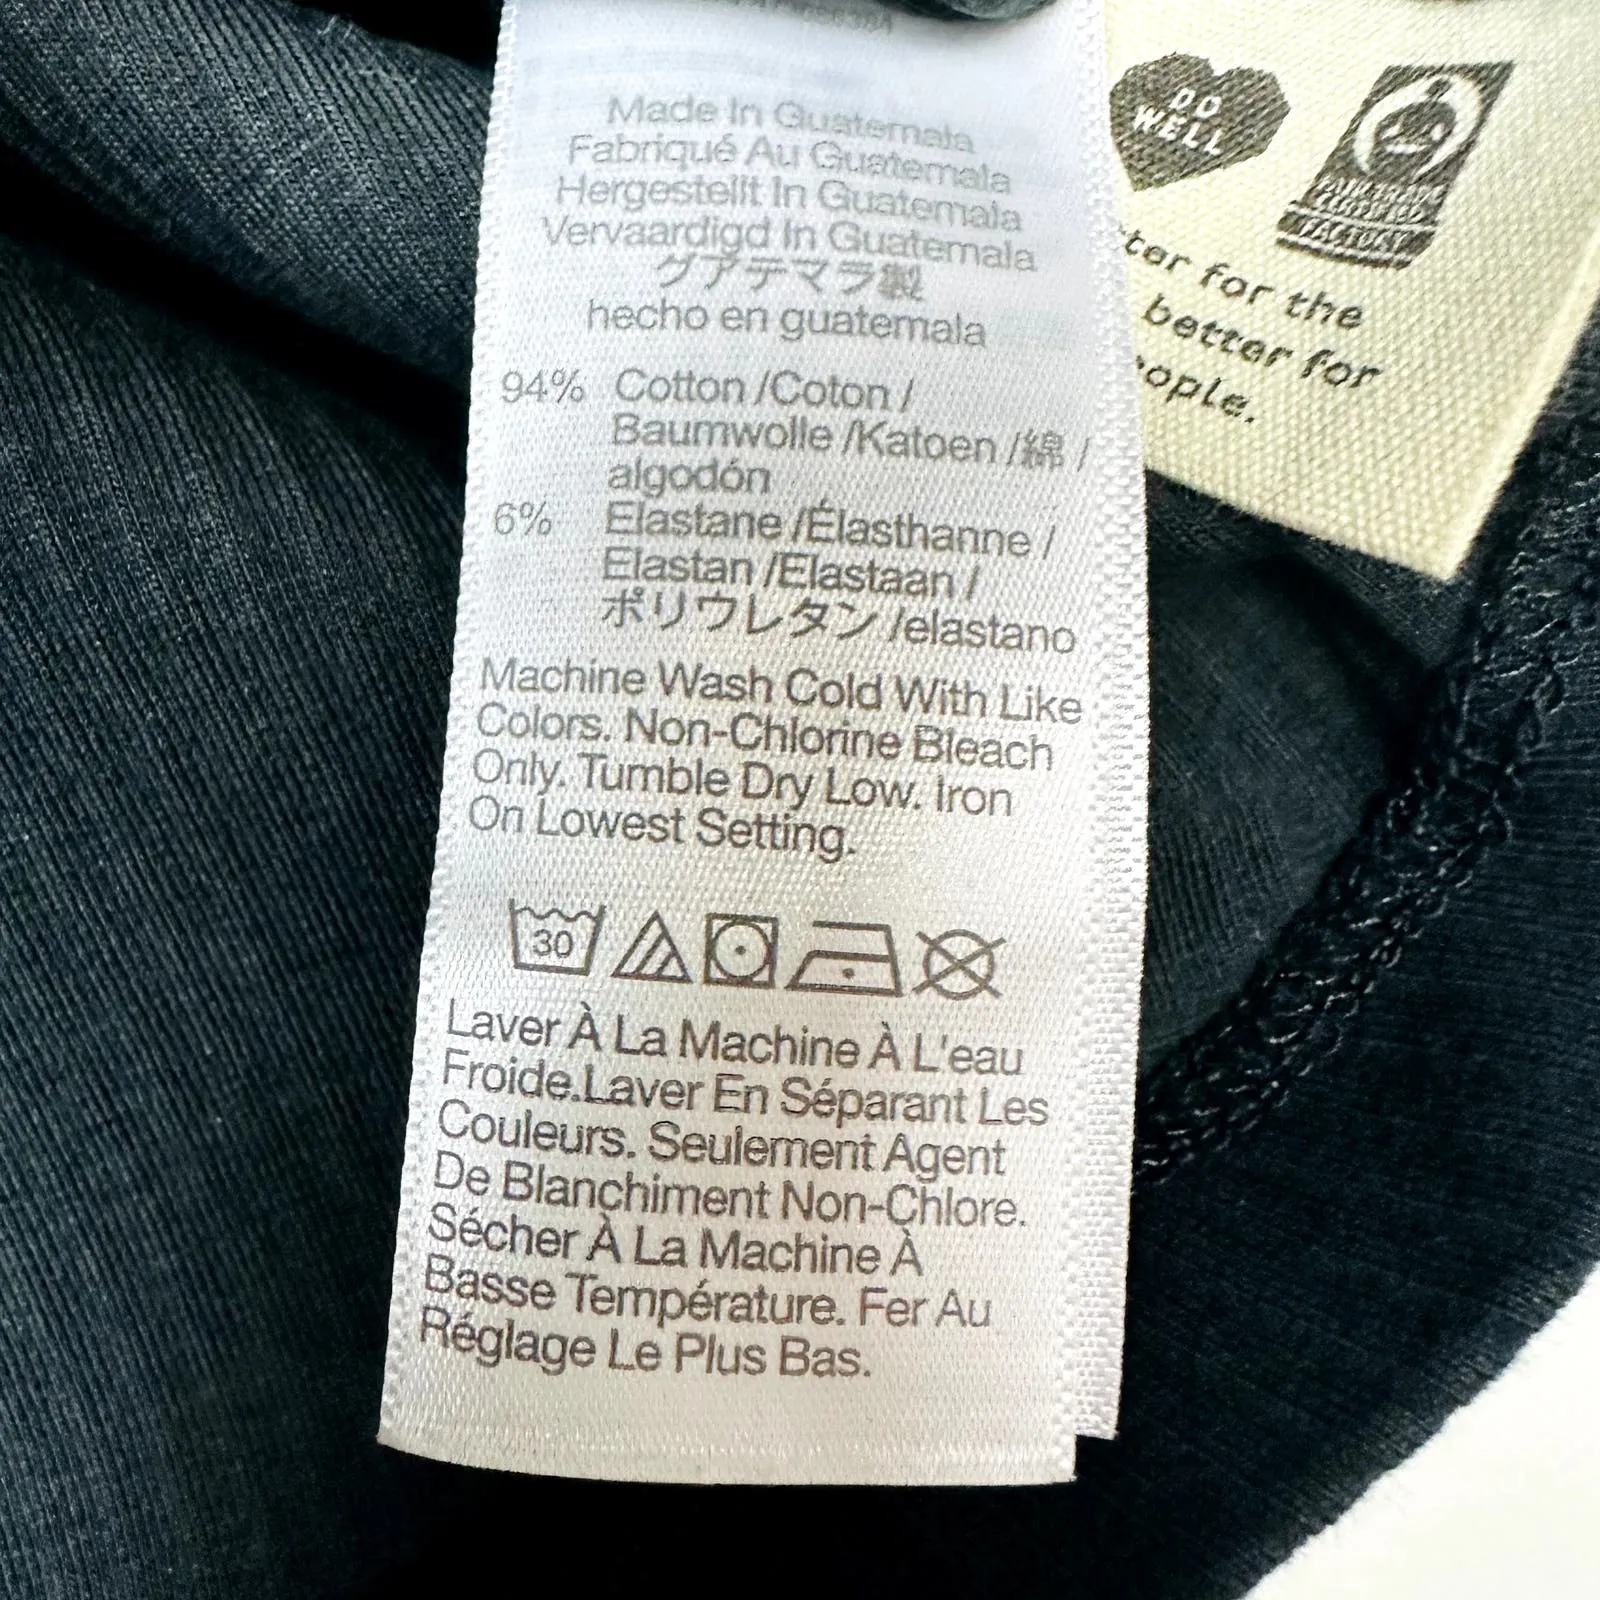 Made In Guatemala
Fabriqué Au Guatemala
Hergestellt In Guatemala
Vervaardigd In Guatemala
グアテマラ製
hecho en guatemala
94% Cotton /Coton /
Baumwolle /Katoen /綿 /
algodón
6% Elastane /Élasthanne /
Elastan /Elastaan /
ポリウレタン /elastano
Machine Wash Cold With Like
Colors. Non-Chlorine Bleach
Only. Tumble Dry Low. Iron
On Lowest Setting.
30
Laver À La Machine À L'eau
Froide.Laver En Séparant Les
Couleurs. Seulement Agent
De Blanchiment Non-Chlore.
Sécher À La Machine À
Basse Température. Fer Au
Réglage Le Plus Bas.
DO
WELL
FAIR TRADE
CERTIFIED
FACTORY
for the
better for